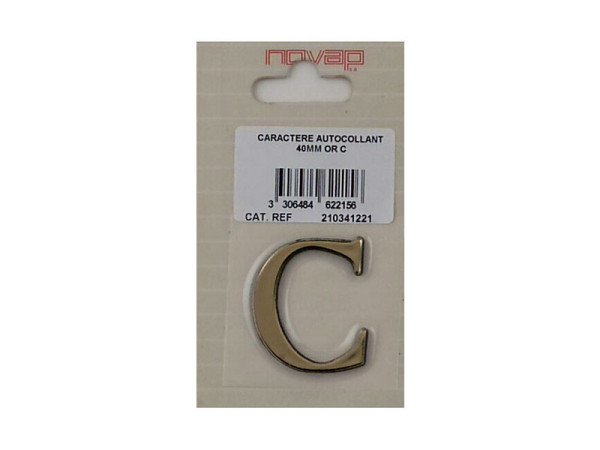 novap
CARACTERE AUTOCOLLANT
40MM OR C
3 306484 622156
CAT. REF 210341221
C